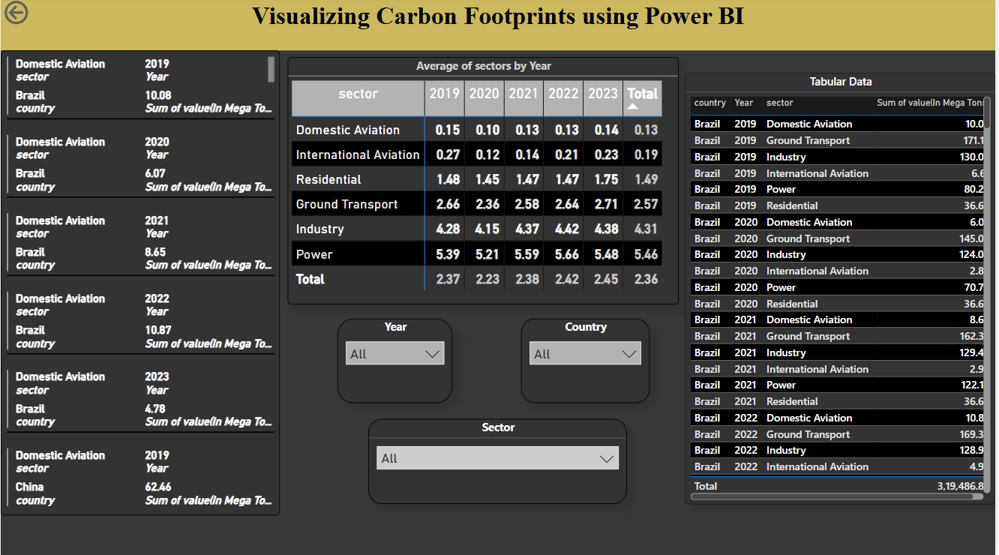 Visualizing Carbon Footprints using Power BI
Domestic Aviation 2019
sector Year
Brazil 10.08
country Sum of value(In Mega To...
Domestic Aviation 2020
sector Year
Brazil 6.07
country Sum of value(In Mega To...
Domestic Aviation 2021
sector Year
Brazil 8.65
country Sum of value(In Mega To...
Domestic Aviation 2022
sector Year
Brazil 10.87
country Sum of value(In Mega To...
Domestic Aviation 2023
sector Year
Brazil 4.78
country Sum of value(In Mega To...
Domestic Aviation 2019
sector Year
China 62.46
country Sum of value(In Mega To...
Average of sectors by Year
sector 2019 2020 2021 2022 2023 Total
Domestic Aviation 0.15 0.10 0.13 0.13 0.14 0.13
International Aviation 0.27 0.12 0.14 0.21 0.23 0.19
Residential 1.48 1.45 1.47 1.47 1.75 1.49
Ground Transport 2.66 2.36 2.58 2.64 2.71 2.57
Industry 4.28 4.15 4.37 4.42 4.38 4.31
Power 5.39 5.21 5.59 5.66 5.48 5.46
Total 2.37 2.23 2.38 2.42 2.45 2.36
Year
All
Country
All
Sector
All
Tabular Data
country Year sector Sum of value(In Mega Tons
Brazil 2019 Domestic Aviation 10.0
Brazil 2019 Ground Transport 171.1
Brazil 2019 Industry 130.0
Brazil 2019 International Aviation 6.6
Brazil 2019 Power 80.2
Brazil 2019 Residential 36.6
Brazil 2020 Domestic Aviation 6.0
Brazil 2020 Ground Transport 145.0
Brazil 2020 Industry 124.0
Brazil 2020 International Aviation 2.8
Brazil 2020 Power 70.7
Brazil 2020 Residential 36.6
Brazil 2021 Domestic Aviation 8.6
Brazil 2021 Ground Transport 162.3
Brazil 2021 Industry 129.4
Brazil 2021 International Aviation 2.9
Brazil 2021 Power 122.1
Brazil 2021 Residential 36.6
Brazil 2022 Domestic Aviation 10.8
Brazil 2022 Ground Transport 169.3
Brazil 2022 Industry 128.9
Brazil 2022 International Aviation 4.9
Total 3,19,486.8